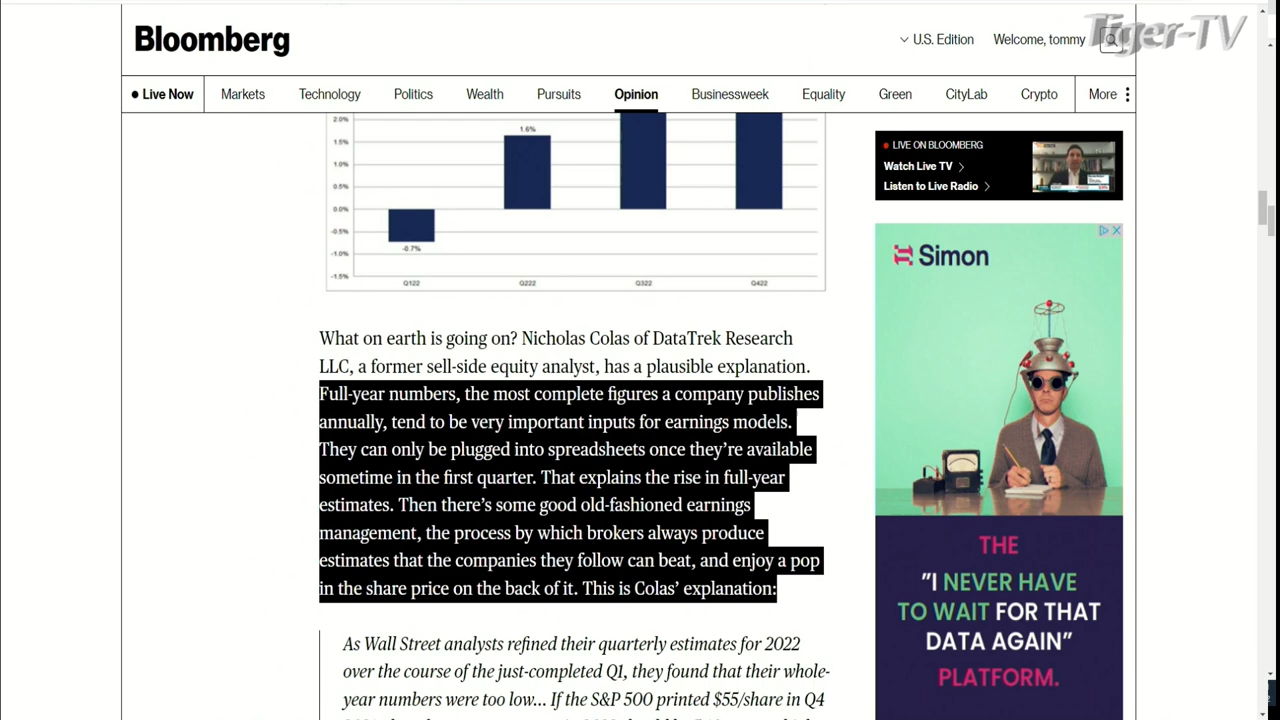 Bloomberg
U.S. Edition
Welcome, tommy
Tiger-TV
Live Now
Markets
Technology
Politics
Wealth
Pursuits
Opinion
Businessweek
Equality
Green
CityLab
Crypto
More
2.0%
1.5%
1.0%
0.5%
0.0%
-0.5%
-1.0%
-1.5%
1.6%
-0.7%
Q122
Q222
Q322
Q422
LIVE ON BLOOMBERG
Watch Live TV
Listen to Live Radio
What on earth is going on? Nicholas Colas of DataTrek Research
LLC, a former sell-side equity analyst, has a plausible explanation.
Full-year numbers, the most complete figures a company publishes
annually, tend to be very important inputs for earnings models.
They can only be plugged into spreadsheets once they're available
sometime in the first quarter. That explains the rise in full-year
estimates. Then there's some good old-fashioned earnings
management, the process by which brokers always produce
estimates that the companies they follow can beat, and enjoy a pop
in the share price on the back of it. This is Colas' explanation:
As Wall Street analysts refined their quarterly estimates for 2022
over the course of the just-completed Q1, they found that their whole-
year numbers were too low... If the S&P 500 printed $55/share in Q4
Simon
THE
"I NEVER HAVE
TO WAIT FOR THAT
DATA AGAIN"
PLATFORM.